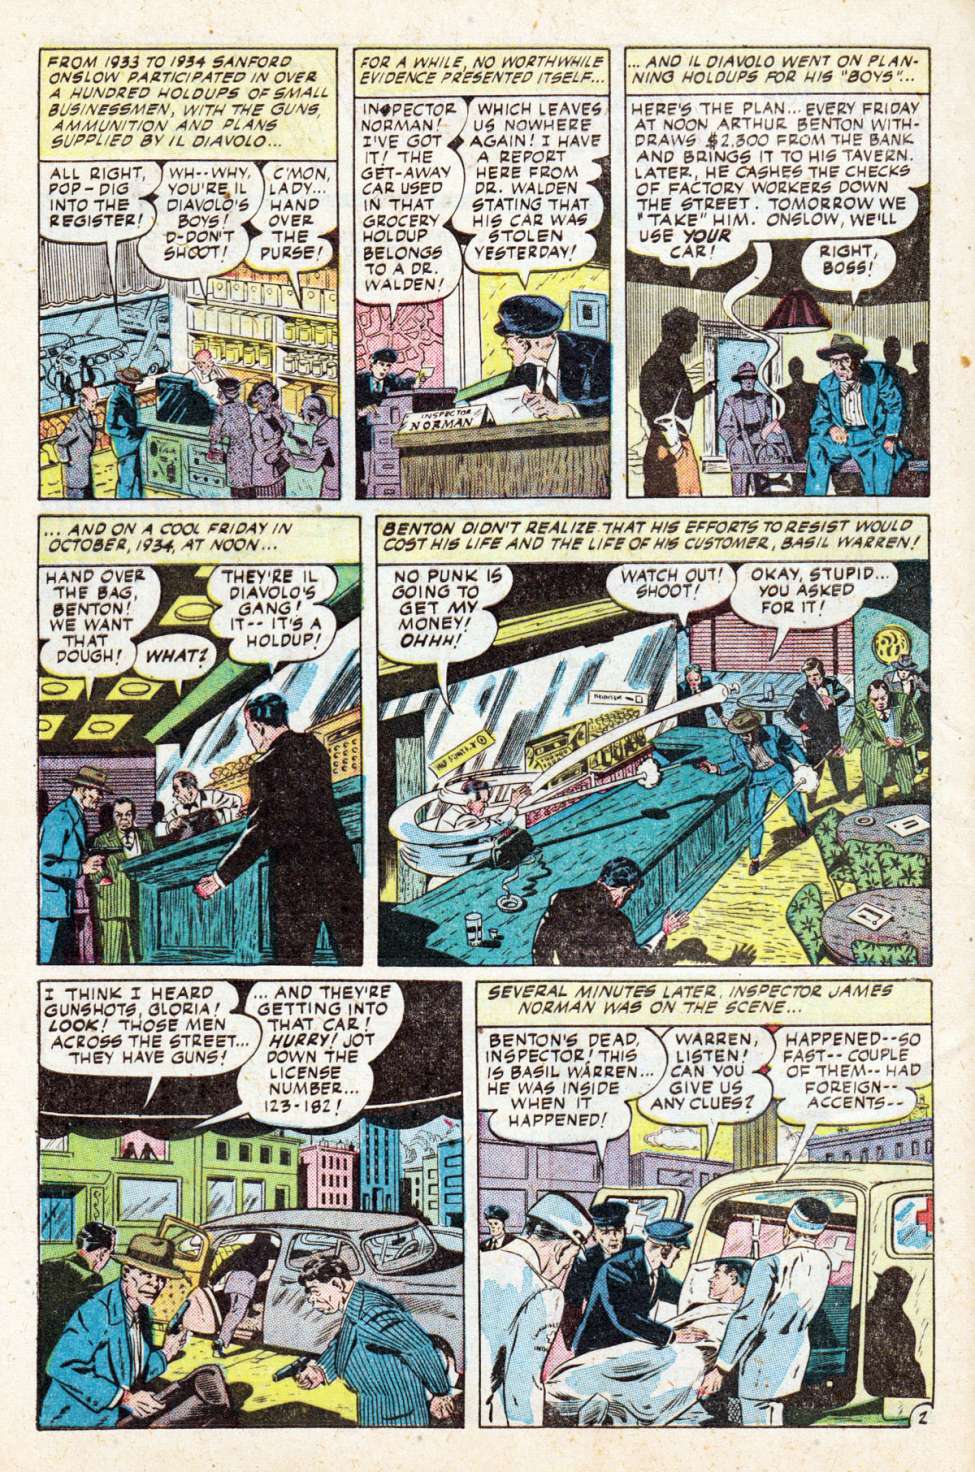 FROM 1933 TO 1934 SANFORD
ONSLOW PARTICIPATED IN OVER
A HUNDRED HOLDUPS OF SMALL
BUSINESSMEN, WITH THE GUNS,
AMMUNITION AND PLANS
SUPPLIED BY IL DIAVOLO...
ALL RIGHT,
POP--DIG
INTO THE
REGISTER!
WH--WHY,
YOU'RE IL
DIAVOLO'S
BOYS!
D-DON'T
SHOOT!
C'MON,
LADY...
HAND
OVER
THE
PURSE!
FOR A WHILE, NO WORTHWHILE
EVIDENCE PRESENTED ITSELF...
INSPECTOR
NORMAN!
I'VE GOT
IT! THE
GET-AWAY
CAR USED
IN THAT
GROCERY
HOLDUP
BELONGS
TO A DR.
WALDEN!
WHICH LEAVES
US NOWHERE
AGAIN! I HAVE
A REPORT
HERE FROM
DR. WALDEN
STATING THAT
HIS CAR WAS
STOLEN
YESTERDAY!
INSPECTOR
NORMAN
... AND IL DIAVOLO WENT ON PLAN-
NING HOLDUPS FOR HIS "BOYS"...
HERE'S THE PLAN... EVERY FRIDAY
AT NOON ARTHUR BENTON WITH-
DRAWS $2,300 FROM THE BANK
AND BRINGS IT TO HIS TAVERN.
LATER, HE CASHES THE CHECKS
OF FACTORY WORKERS DOWN
THE STREET. TOMORROW WE
"TAKE" HIM. ONSLOW, WE'LL
USE YOUR
CAR!
RIGHT,
BOSS!
... AND ON A COOL FRIDAY IN
OCTOBER, 1934, AT NOON...
HAND OVER
THE BAG,
BENTON!
WE WANT
THAT
DOUGH!
WHAT?
THEY'RE IL
DIAVOLO'S
GANG!
IT--IT'S A
HOLDUP!
BENTON DIDN'T REALIZE THAT HIS EFFORTS TO RESIST WOULD
COST HIS LIFE AND THE LIFE OF HIS CUSTOMER, BASIL WARREN!
NO PUNK IS
GOING TO
GET MY
MONEY!
OHHH!
WATCH OUT!
SHOOT!
OKAY, STUPID...
YOU ASKED
FOR IT!
I THINK I HEARD
GUNSHOTS, GLORIA!
LOOK! THOSE MEN
ACROSS THE STREET...
THEY HAVE GUNS!
... AND THEY'RE
GETTING INTO
THAT CAR!
HURRY! JOT
DOWN THE
LICENSE
NUMBER...
123-182!
SEVERAL MINUTES LATER, INSPECTOR JAMES
NORMAN WAS ON THE SCENE...
BENTON'S DEAD,
INSPECTOR! THIS
IS BASIL WARREN...
HE WAS INSIDE
WHEN IT
HAPPENED!
WARREN,
LISTEN!
CAN YOU
GIVE US
ANY CLUES?
HAPPENED--SO
FAST--COUPLE
OF THEM--HAD
FOREIGN--
ACCENTS--
2